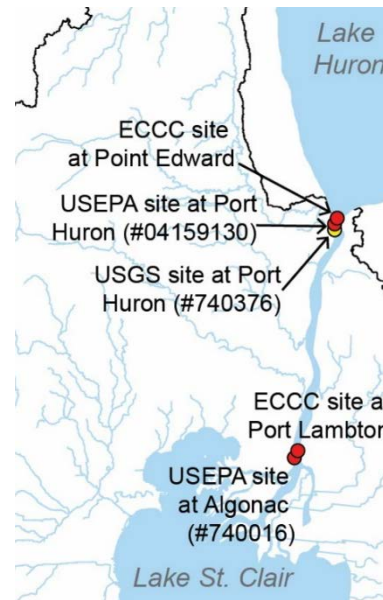 Lake
Huron
ECCC site
at Point Edward
USEPA site at Port
Huron (#04159130)
USGS site at Port
Huron (#740376)
ECCC site a
Port Lambton
USEPA site
at Algonac
(#740016)
Lake St. Clair